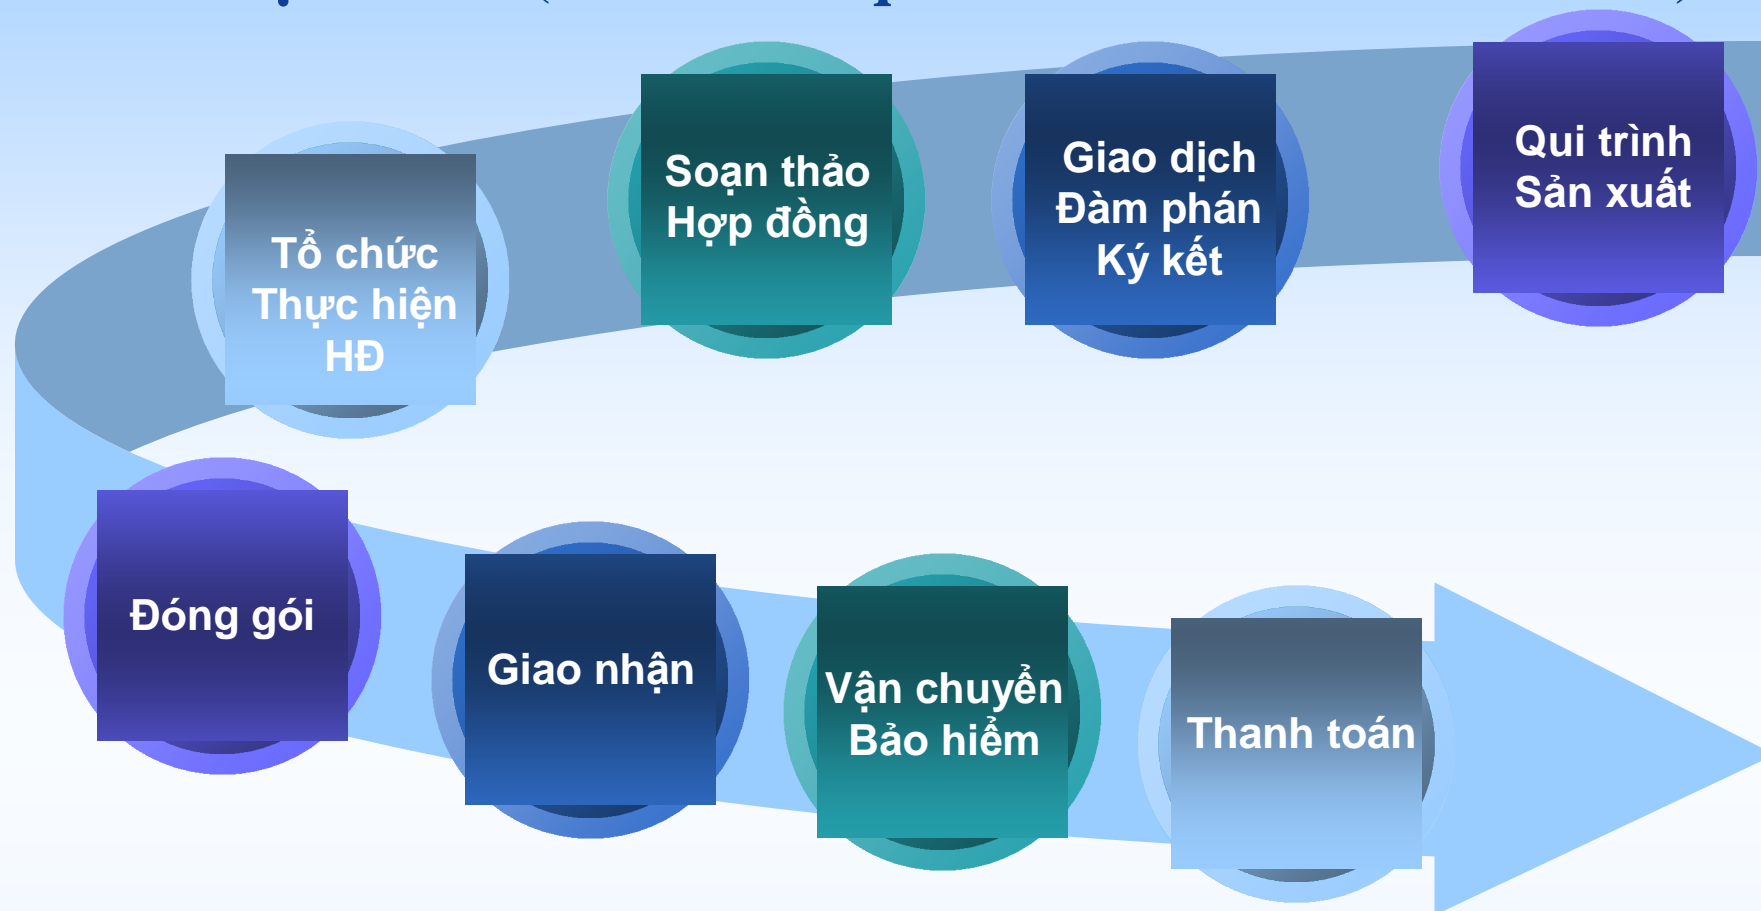 Tổ chức
Thực hiện
HĐ
Soạn thảo
Hợp đồng
Giao dịch
Đàm phán
Ký kết
Qui trình
Sản xuất
Đóng gói
Giao nhận
Vận chuyển
Bảo hiểm
Thanh toán